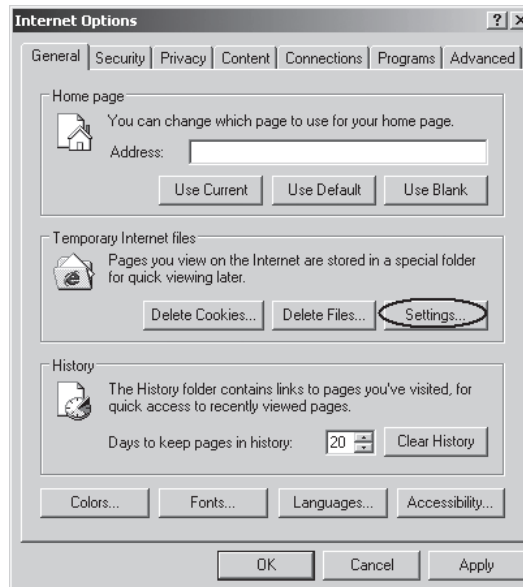 Internet Options ? X
General Security Privacy Content Connections Programs Advanced
Home page
You can change which page to use for your home page.
Address:
Use Current Use Default Use Blank
Temporary Internet files
Pages you view on the Internet are stored in a special folder
for quick viewing later.
Delete Cookies... Delete Files... Settings...
History
The History folder contains links to pages you've visited, for
quick access to recently viewed pages.
Days to keep pages in history: 20 Clear History
Colors... Fonts... Languages... Accessibility...
OK Cancel Apply